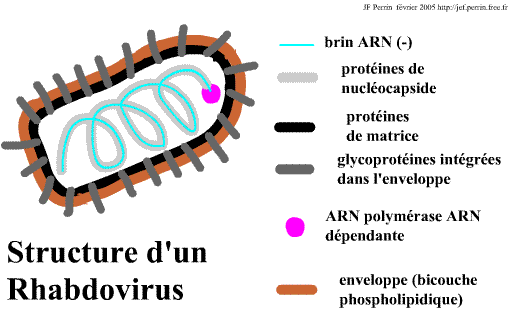 JF Perrin février 2005 http://jef.perrin.free.fr
brin ARN (-)
protéines de
nucléocapside
protéines
de matrice
glycoprotéines intégrées
dans l'enveloppe
ARN polymérase ARN
dépendante
enveloppe (bicouche
phospholipidique)
Structure d'un
Rhabdovirus